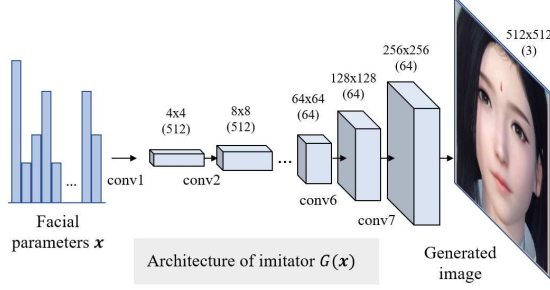 512x512
(3)
256x256
(64)
128x128
(64)
64x64
(64)
8x8
(512)
4x4
(512)
...
...
conv1
conv2
conv6
conv7
Facial
parameters x
Architecture of imitator G(x)
Generated
image